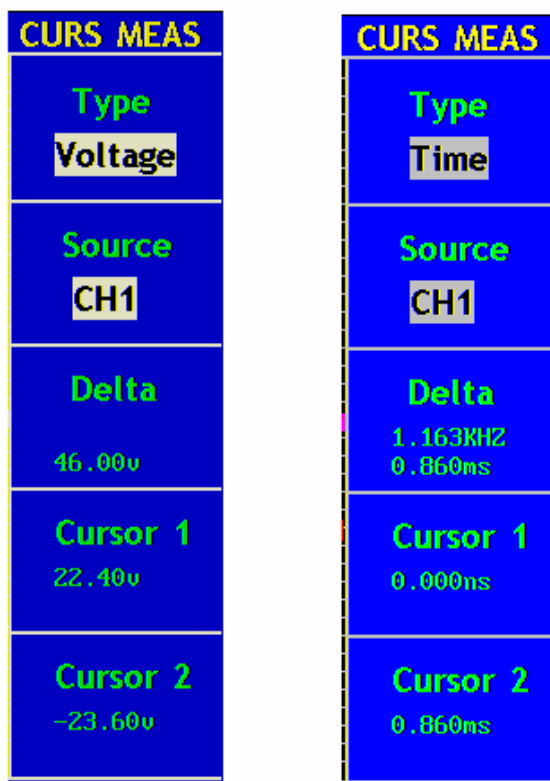 CURS MEAS
Type
Voltage
Source
CH1
Delta
46.00v
Cursor 1
22.40v
Cursor 2
-23.60v
CURS MEAS
Type
Time
Source
CH1
Delta
1.163KHZ
0.860ms
Cursor 1
0.000ns
Cursor 2
0.860ms